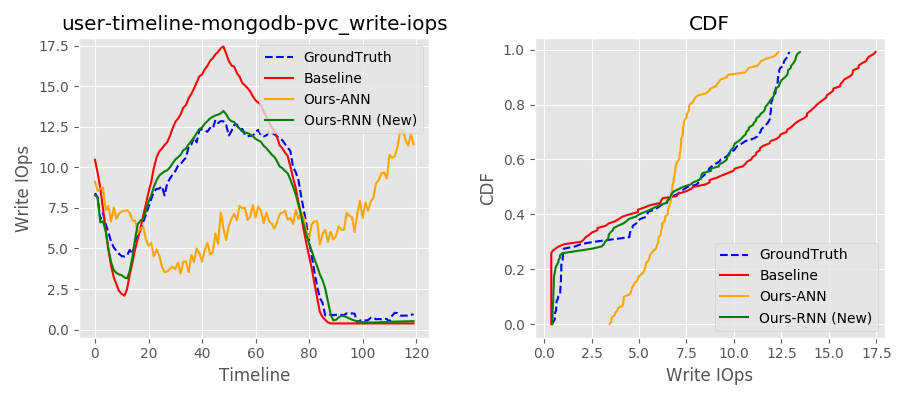 user-timeline-mongodb-pvc_write-iops
17.5
15.0
12.5
10.0
7.5
5.0
2.5
0.0
Write IOps
0 20 40 60 80 100 120
Timeline
GroundTruth
Baseline
Ours-ANN
Ours-RNN (New)
CDF
1.0
0.8
0.6
0.4
0.2
0.0
CDF
0.0 2.5 5.0 7.5 10.0 12.5 15.0 17.5
Write IOps
GroundTruth
Baseline
Ours-ANN
Ours-RNN (New)